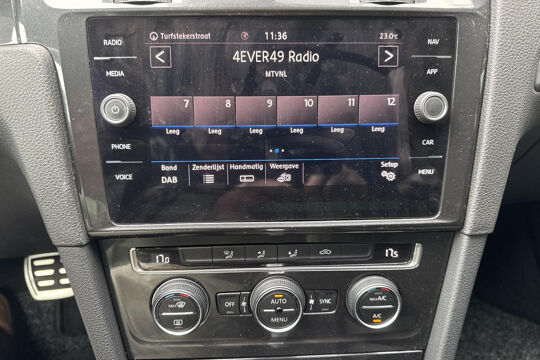 RADIO
Turfstekerstraat 11:36 23.0°C
NAV
< 4EVER49 Radio >
MTVNL
MEDIA
APP
7 8 9 10 11 12
Leeg Leeg Leeg Leeg Leeg Leeg
PHONE
CAR
Band Zenderlijst Handmatig Weergave Setup
DAB
VOICE
MENU
MAX
OFF
AUTO
MENU
SYNC
MAX A/C
A/C